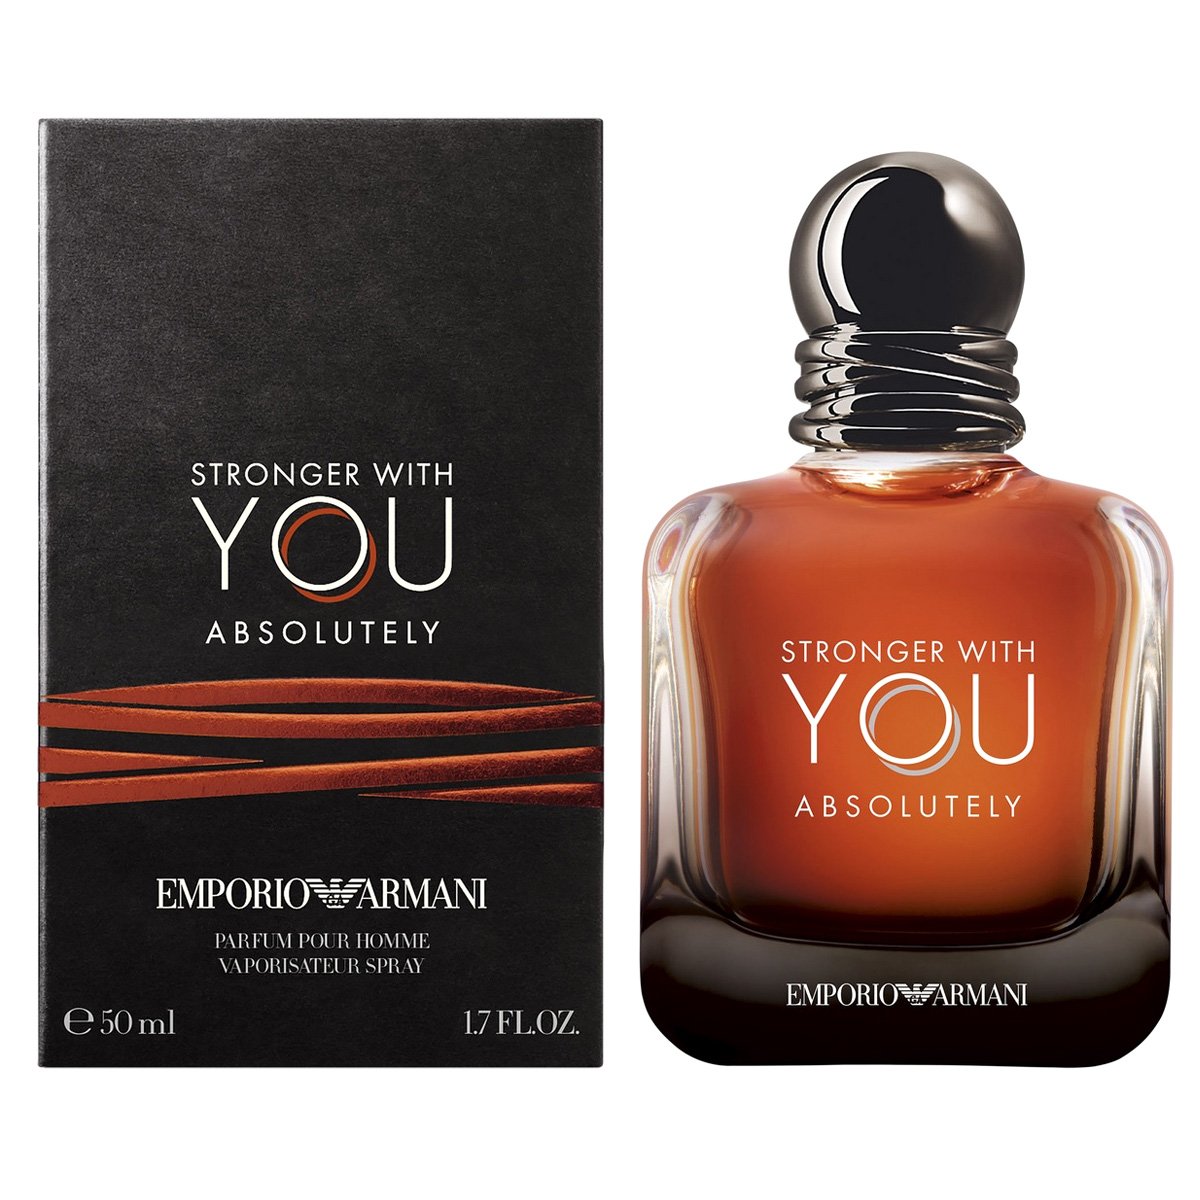 STRONGER WITH
YOU
ABSOLUTELY
EMPORIO ARMANI
PARFUM POUR HOMME
VAPORISATEUR SPRAY
℮ 50 ml 1.7 FL.OZ.
STRONGER WITH
YOU
ABSOLUTELY
EMPORIO ARMANI